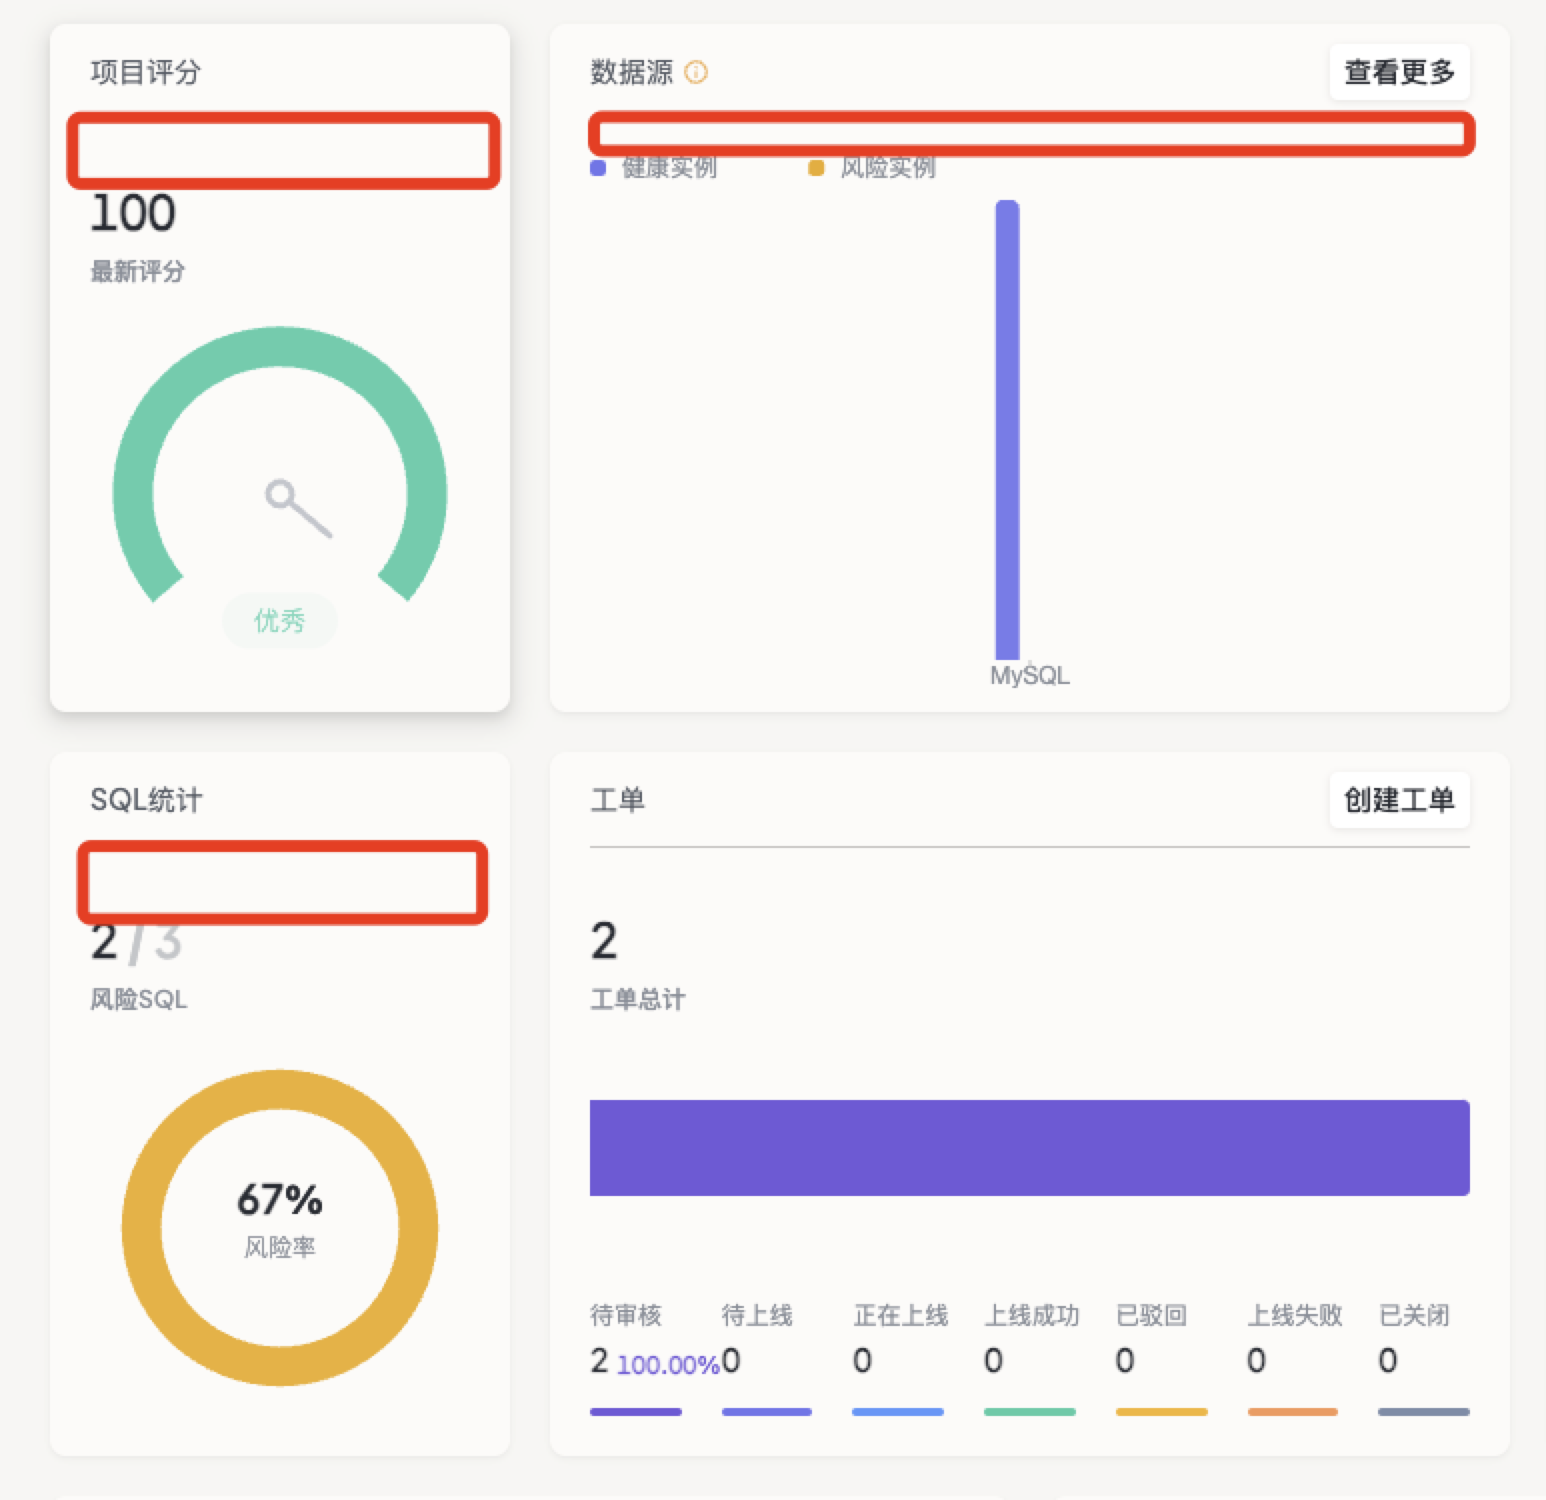 项目评分
100
最新评分
优秀
数据源
查看更多
健康实例 风险实例
MySQL
SQL统计
2 / 3
风险SQL
67%
风险率
工单
创建工单
2
工单总计
待审核 待上线 正在上线 上线成功 已驳回 上线失败 已关闭
2 100.00% 0 0 0 0 0 0